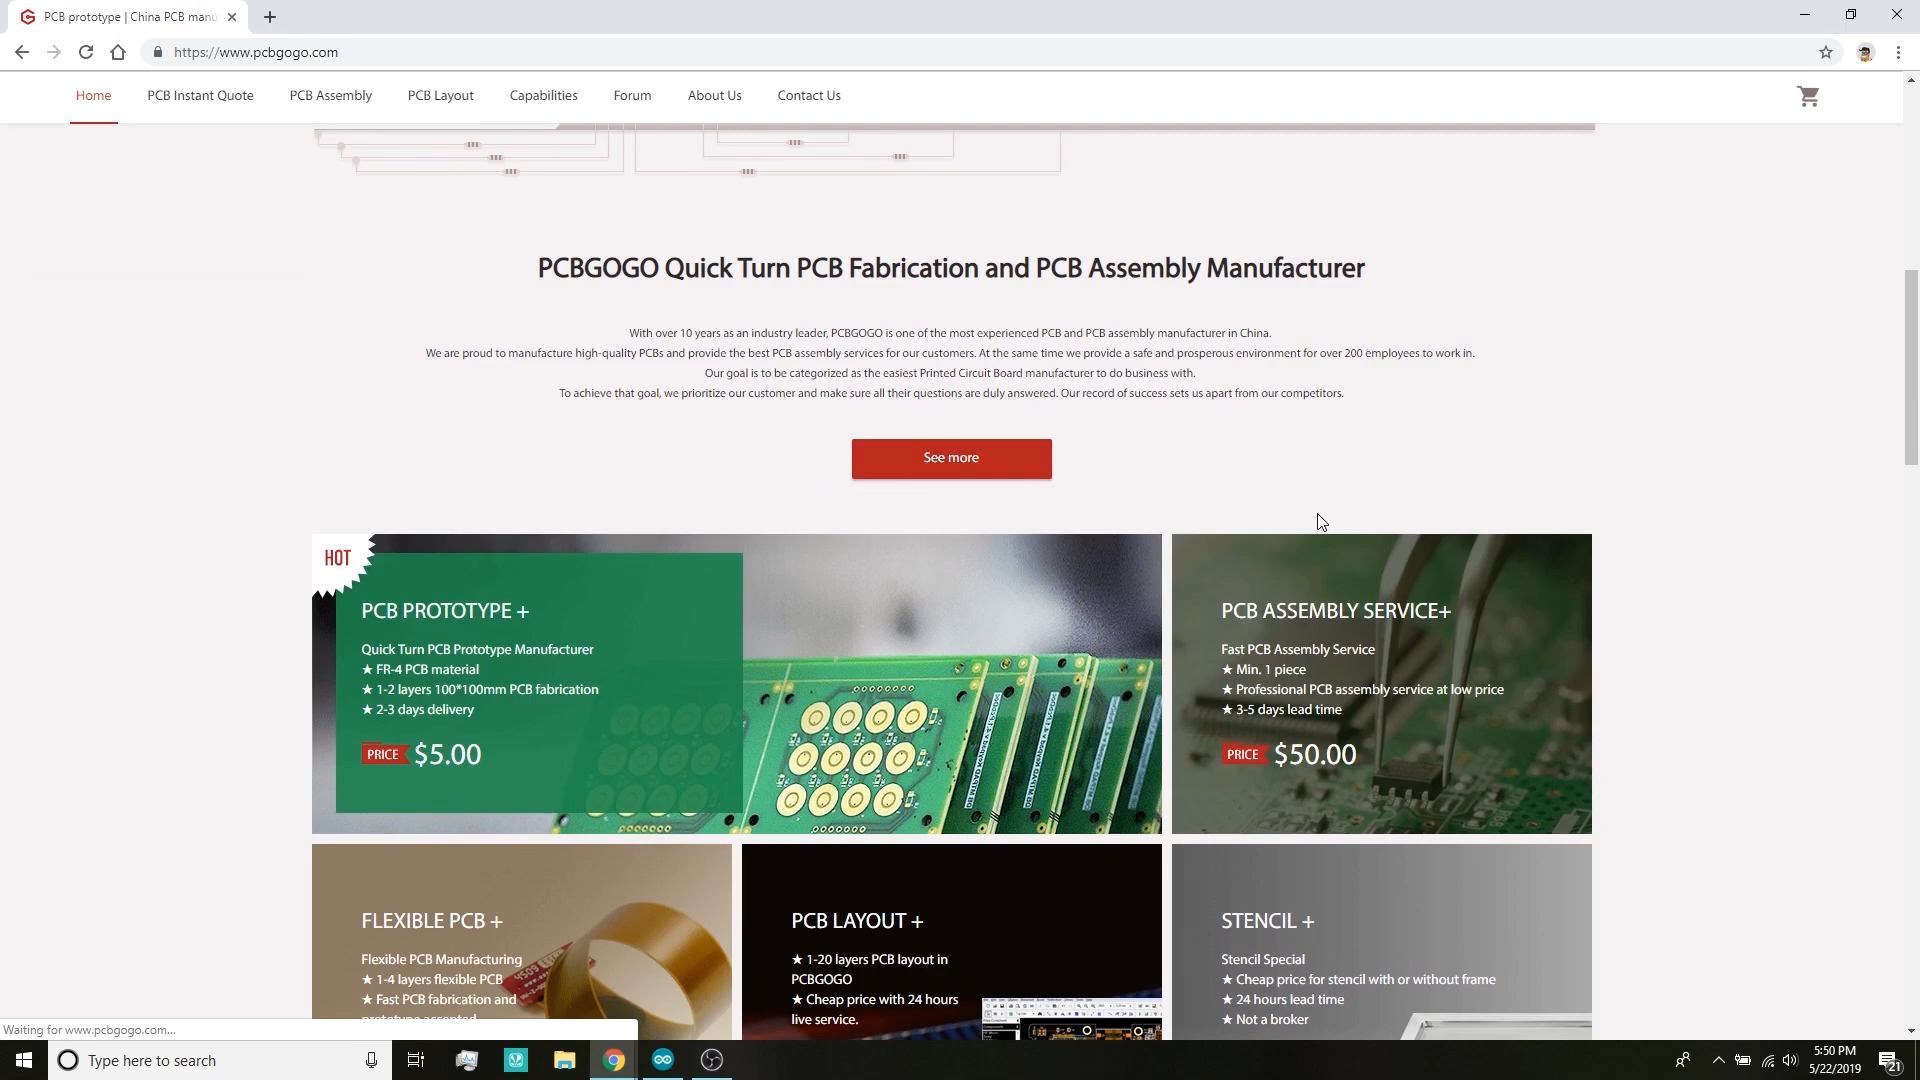 PCB prototype | China PCB manu
https://www.pcbgogo.com
Home PCB Instant Quote PCB Assembly PCB Layout Capabilities Forum About Us Contact Us
PCBGOGO Quick Turn PCB Fabrication and PCB Assembly Manufacturer
With over 10 years as an industry leader, PCBGOGO is one of the most experienced PCB and PCB assembly manufacturer in China.
We are proud to manufacture high-quality PCBs and provide the best PCB assembly services for our customers. At the same time we provide a safe and prosperous environment for over 200 employees to work in.
Our goal is to be categorized as the easiest Printed Circuit Board manufacturer to do business with.
To achieve that goal, we prioritize our customer and make sure all their questions are duly answered. Our record of success sets us apart from our competitors.
See more
HOT
PCB PROTOTYPE +
Quick Turn PCB Prototype Manufacturer
★ FR-4 PCB material
★ 1-2 layers 100*100mm PCB fabrication
★ 2-3 days delivery
PRICE $5.00
PCB ASSEMBLY SERVICE+
Fast PCB Assembly Service
★ Min. 1 piece
★ Professional PCB assembly service at low price
★ 3-5 days lead time
PRICE $50.00
FLEXIBLE PCB +
Flexible PCB Manufacturing
★ 1-4 layers flexible PCB
★ Fast PCB fabrication and
prototype accepted
PCB LAYOUT +
★ 1-20 layers PCB layout in
PCBGOGO
★ Cheap price with 24 hours
live service.
STENCIL +
Stencil Special
★ Cheap price for stencil with or without frame
★ 24 hours lead time
★ Not a broker
Waiting for www.pcbgogo.com...
Type here to search
5:50 PM
5/22/2019
21